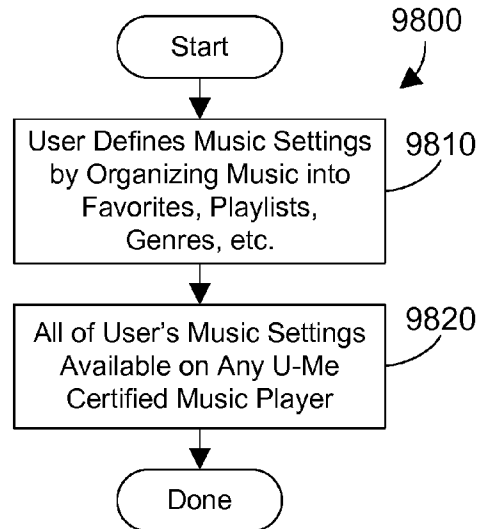 Start
9800
User Defines Music Settings
by Organizing Music into
Favorites, Playlists,
Genres, etc.
9810
All of User's Music Settings
Available on Any U-Me
Certified Music Player
9820
Done